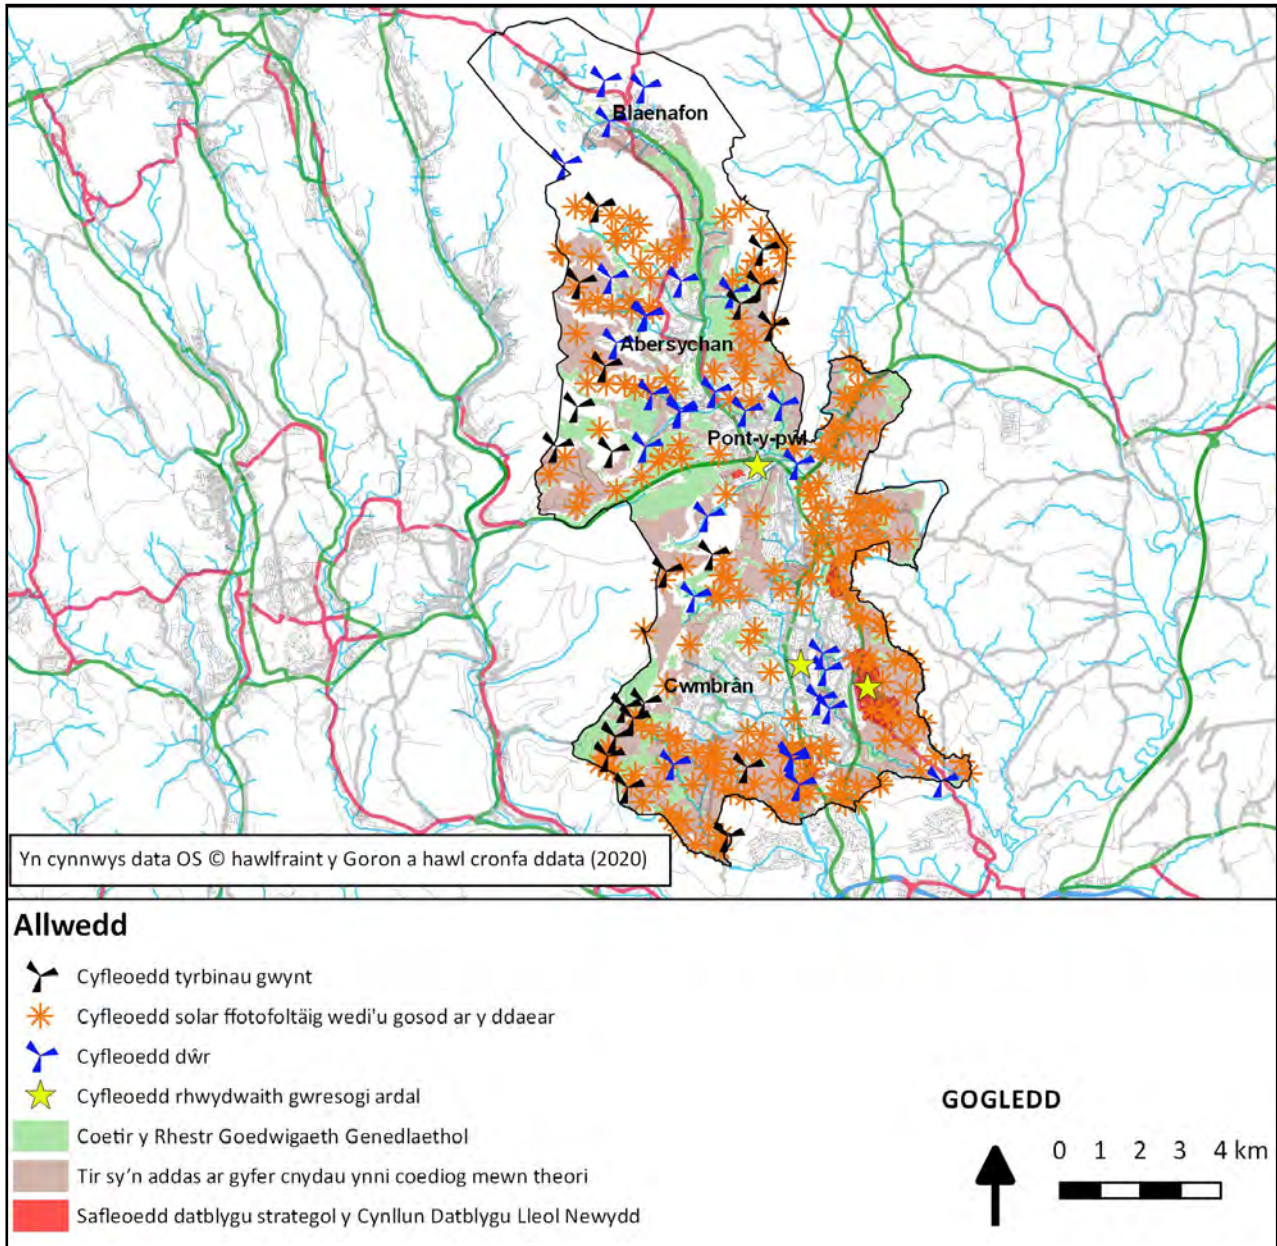 Blaenafon
Abersychan
Pont-y-pŵl
Cwmbrân
Yn cynnwys data OS © hawlfraint y Goron a hawl cronfa ddata (2020)
Allwedd
Cyfleoedd tyrbinau gwynt
Cyfleoedd solar ffotofoltäig wedi'u gosod ar y ddaear
Cyfleoedd dŵr
Cyfleoedd rhwydwaith gwresogi ardal
Coetir y Rhestr Goedwigaeth Genedlaethol
Tir sy'n addas ar gyfer cnydau ynni coediog mewn theori
Safleoedd datblygu strategol y Cynllun Datblygu Lleol Newydd
GOGLEDD
0 1 2 3 4 km